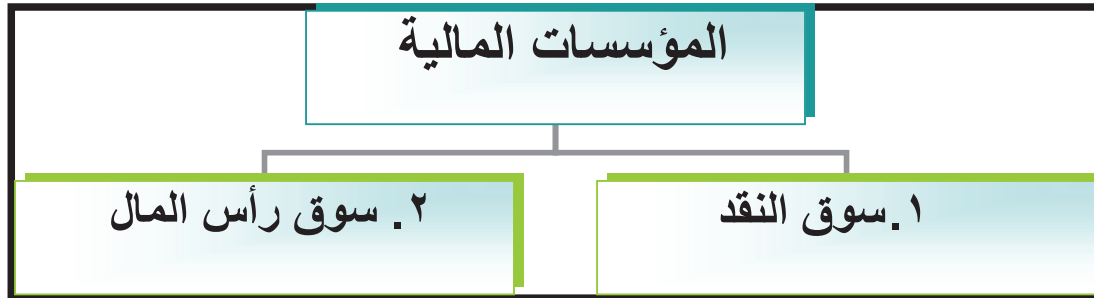 المؤسسات المالية
١.سوق النقد
٢. سوق رأس المال